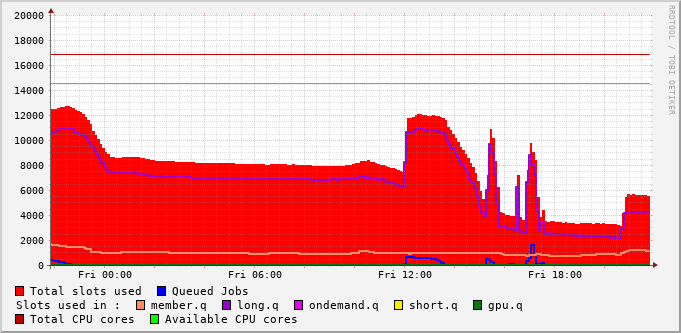 20000
18000
16000
14000
12000
10000
8000
6000
4000
2000
0
Fri 00:00 Fri 06:00 Fri 12:00 Fri 18:00
RRDTOOL / TOBI OETIKER
Total slots used Queued Jobs
Slots used in : member.q long.q ondemand.q short.q gpu.q
Total CPU cores Available CPU cores